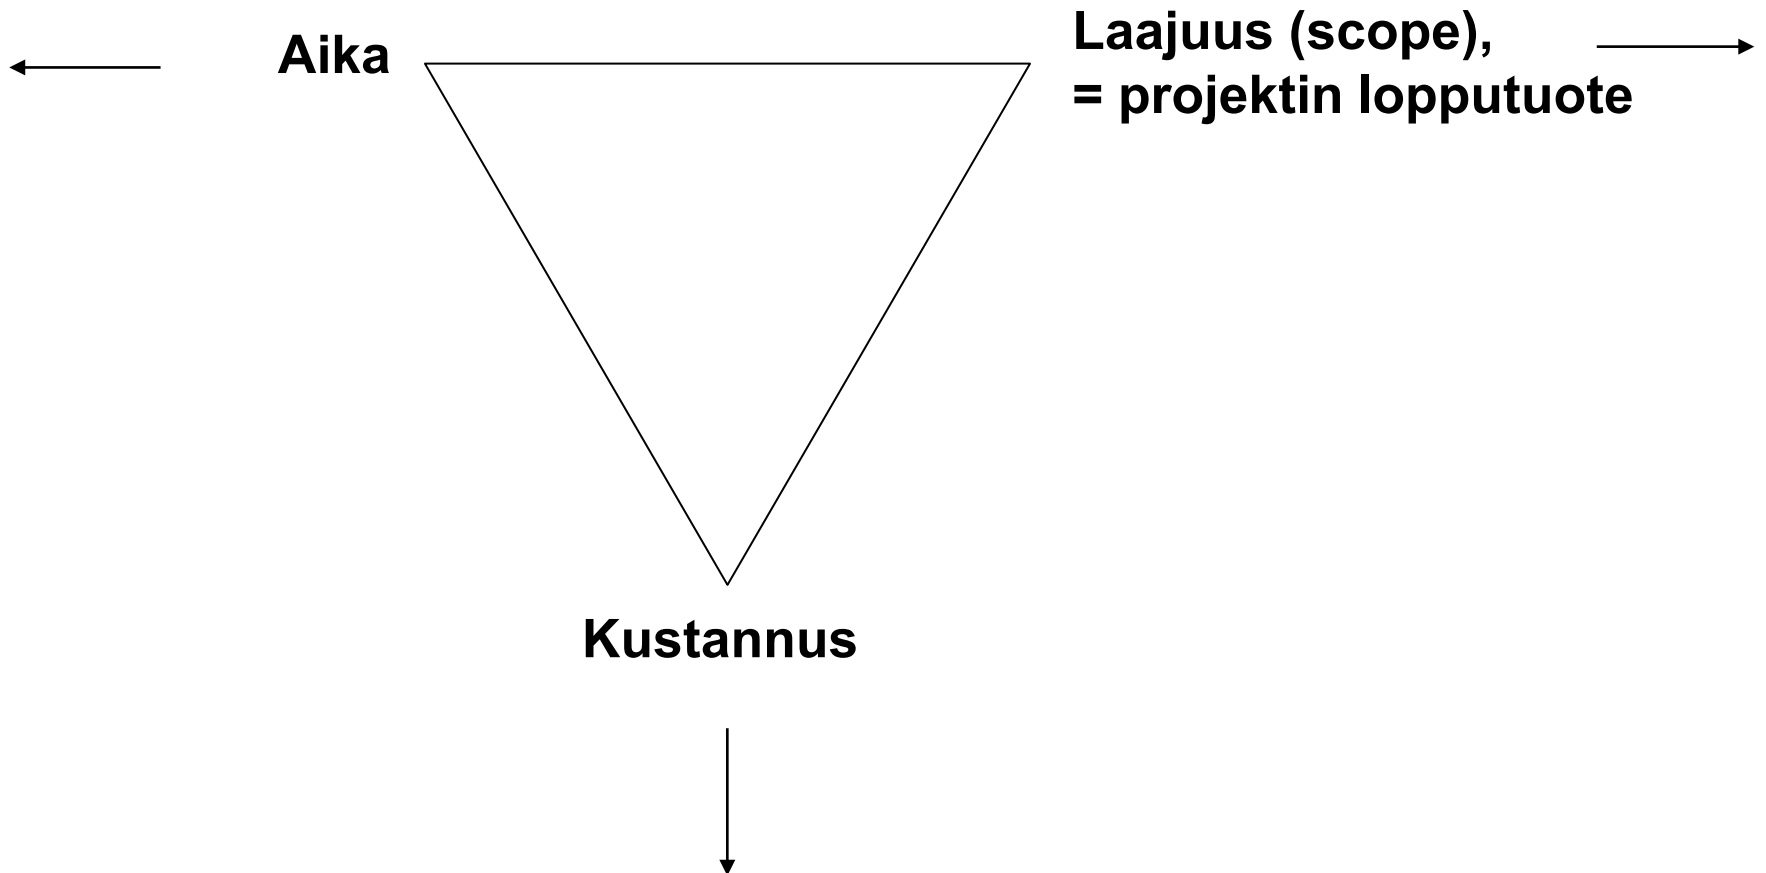 Aika
Laajuus (scope),
= projektin lopputuote
Kustannus